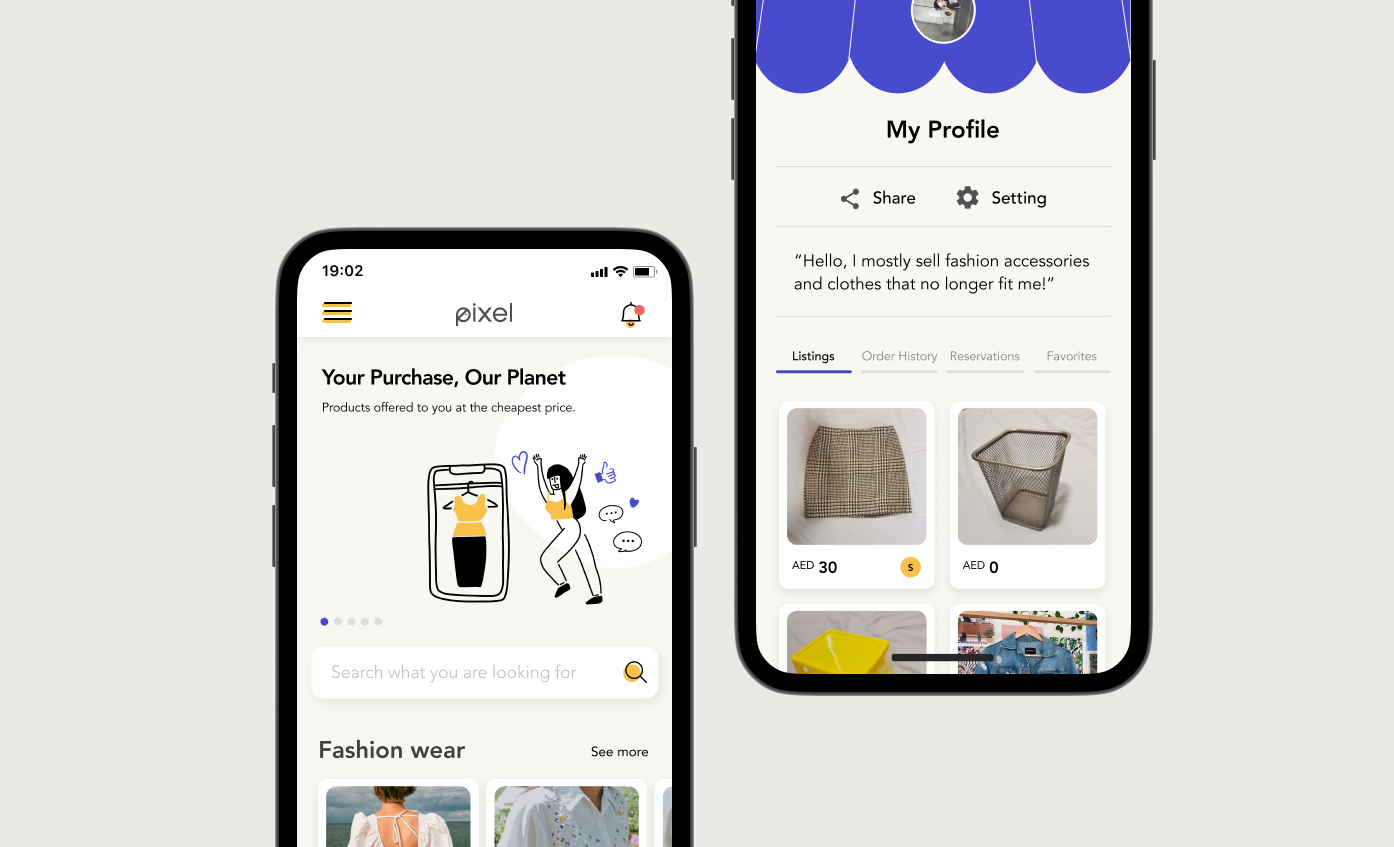 19:02
pixel
Your Purchase, Our Planet
Products offered to you at the cheapest price.
Search what you are looking for
Fashion wear
See more
My Profile
Share
Setting
“Hello, I mostly sell fashion accessories
and clothes that no longer fit me!”
Listings
Order History
Reservations
Favorites
AED 30
S
AED 0